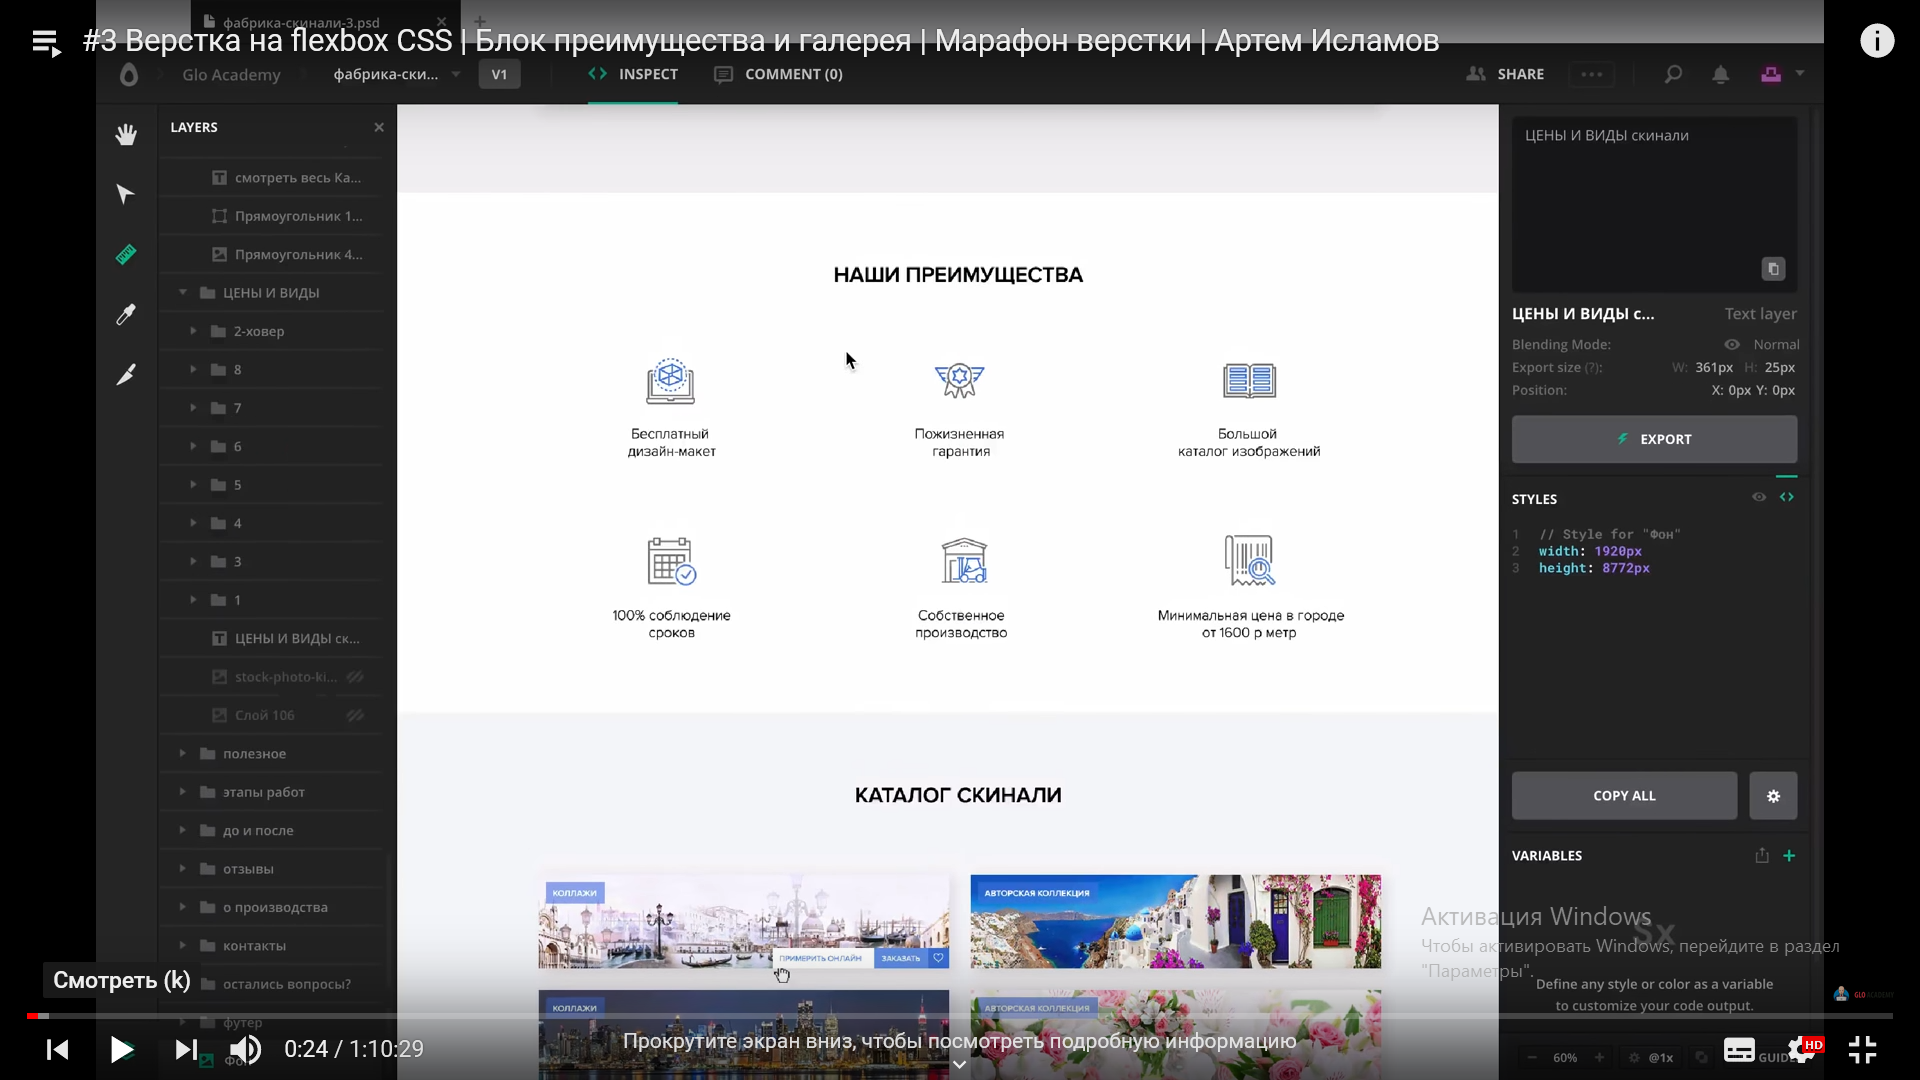 фабрика-скинали-3.psd
#3 Верстка на flexbox CSS | Блок преимущества и галерея | Марафон верстки | Артем Исламов
Glo Academy
фабрика-ски...
V1
INSPECT
COMMENT (0)
SHARE
LAYERS
смотреть весь Ка...
Прямоугольник 1...
Прямоугольник 4...
ЦЕНЫ И ВИДЫ
2-ховер
8
7
6
5
4
3
1
ЦЕНЫ И ВИДЫ ск...
stock-photo-ki...
Слой 106
полезное
этапы работ
до и после
отзывы
о производства
контакты
остались вопросы?
футер
НАШИ ПРЕИМУЩЕСТВА
Бесплатный
дизайн-макет
Пожизненная
гарантия
Большой
каталог изображений
100% соблюдение
сроков
Собственное
производство
Минимальная цена в городе
от 1600 р метр
КАТАЛОГ СКИНАЛИ
КОЛЛАЖИ
ПРИМЕРИТЬ ОНЛАЙН
ЗАКАЗАТЬ
АВТОРСКАЯ КОЛЛЕКЦИЯ
КОЛЛАЖИ
АВТОРСКАЯ КОЛЛЕКЦИЯ
ЦЕНЫ И ВИДЫ скинали
ЦЕНЫ И ВИДЫ с...
Text layer
Blending Mode:
Normal
Export size (?):
W: 361px H: 25px
Position:
X: 0px Y: 0px
EXPORT
STYLES
1 // Style for "Фон"
2 width: 1920px
3 height: 8772px
COPY ALL
VARIABLES
Sx
Активация Windows
Чтобы активировать Windows, перейдите в раздел
"Параметры".
Define any style or color as a variable
to customize your code output.
GLO ACADEMY
Смотреть (k)
0:24 / 1:10:29
Прокрутите экран вниз, чтобы посмотреть подробную информацию
60%
@1x
HD